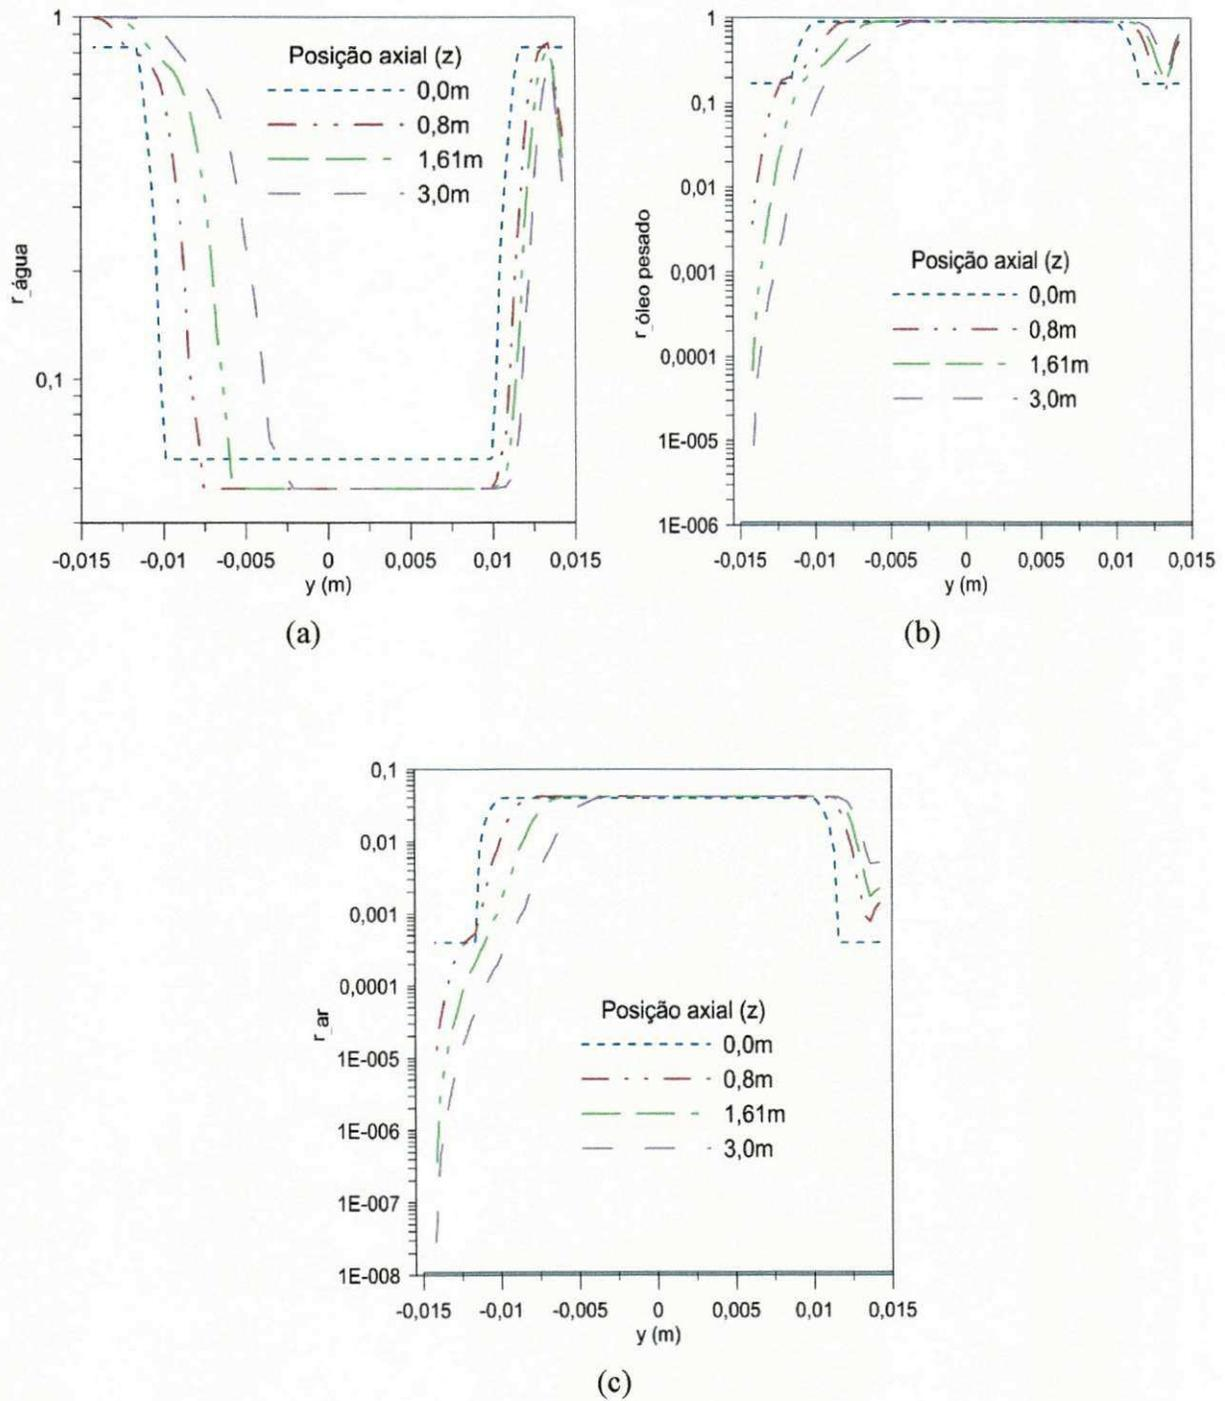 1
0,1
r_água
Posição axial (z)
0,0m
0,8m
1,61m
3,0m
-0,015 -0,01 -0,005 0 0,005 0,01 0,015
y (m)
(a)
1
0,1
0,01
0,001
0,0001
1E-005
1E-006
r_óleo pesado
Posição axial (z)
0,0m
0,8m
1,61m
3,0m
-0,015 -0,01 -0,005 0 0,005 0,01 0,015
y (m)
(b)
0,1
0,01
0,001
0,0001
1E-005
1E-006
1E-007
1E-008
r_ar
Posição axial (z)
0,0m
0,8m
1,61m
3,0m
-0,015 -0,01 -0,005 0 0,005 0,01 0,015
y (m)
(c)